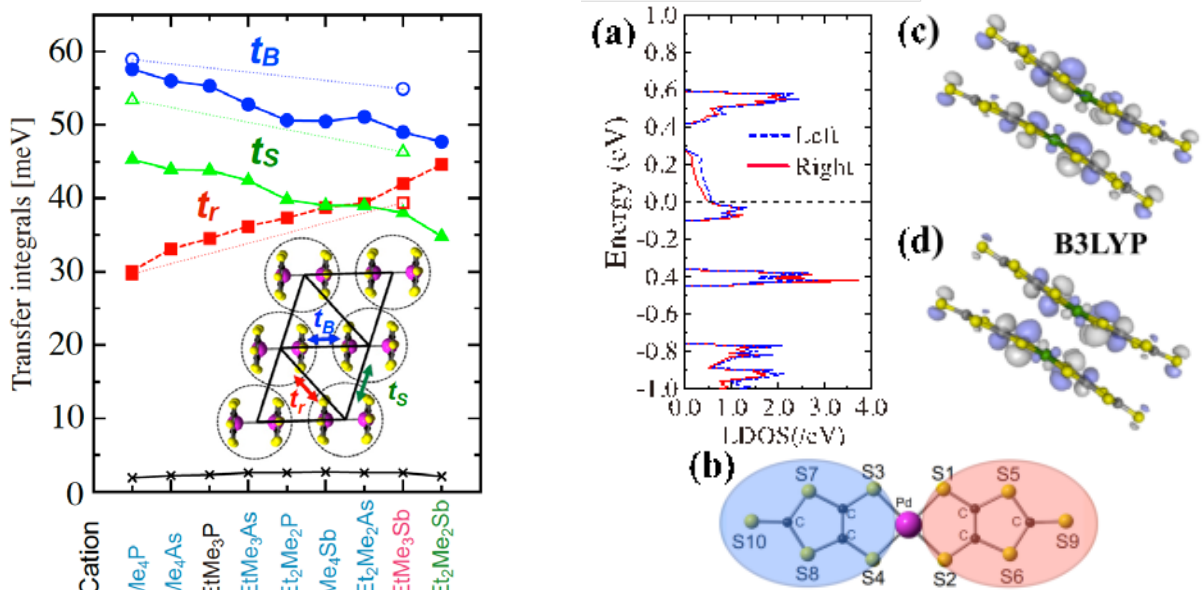 Transfer integrals [meV]
60
50
40
30
20
10
0
t_B
t_S
t_r
t_B
t_r
t_S
Cation
Me₄P
Me₄As
EtMe₃P
EtMe₃As
Et₂Me₂P
Me₄Sb
Et₂Me₂As
EtMe₃Sb
Et₂Me₂Sb
(a)
Energy (eV)
1.0
0.8
0.6
0.4
0.2
0.0
-0.2
-0.4
-0.6
-0.8
-1.0
Left
Right
0.0 1.0 2.0 3.0 4.0
LDOS(/eV)
(c)
(d)
B3LYP
(b)
S7 S3 S1 S5
Pd
C C
S10 C C S9
C C
S8 S4 S2 S6